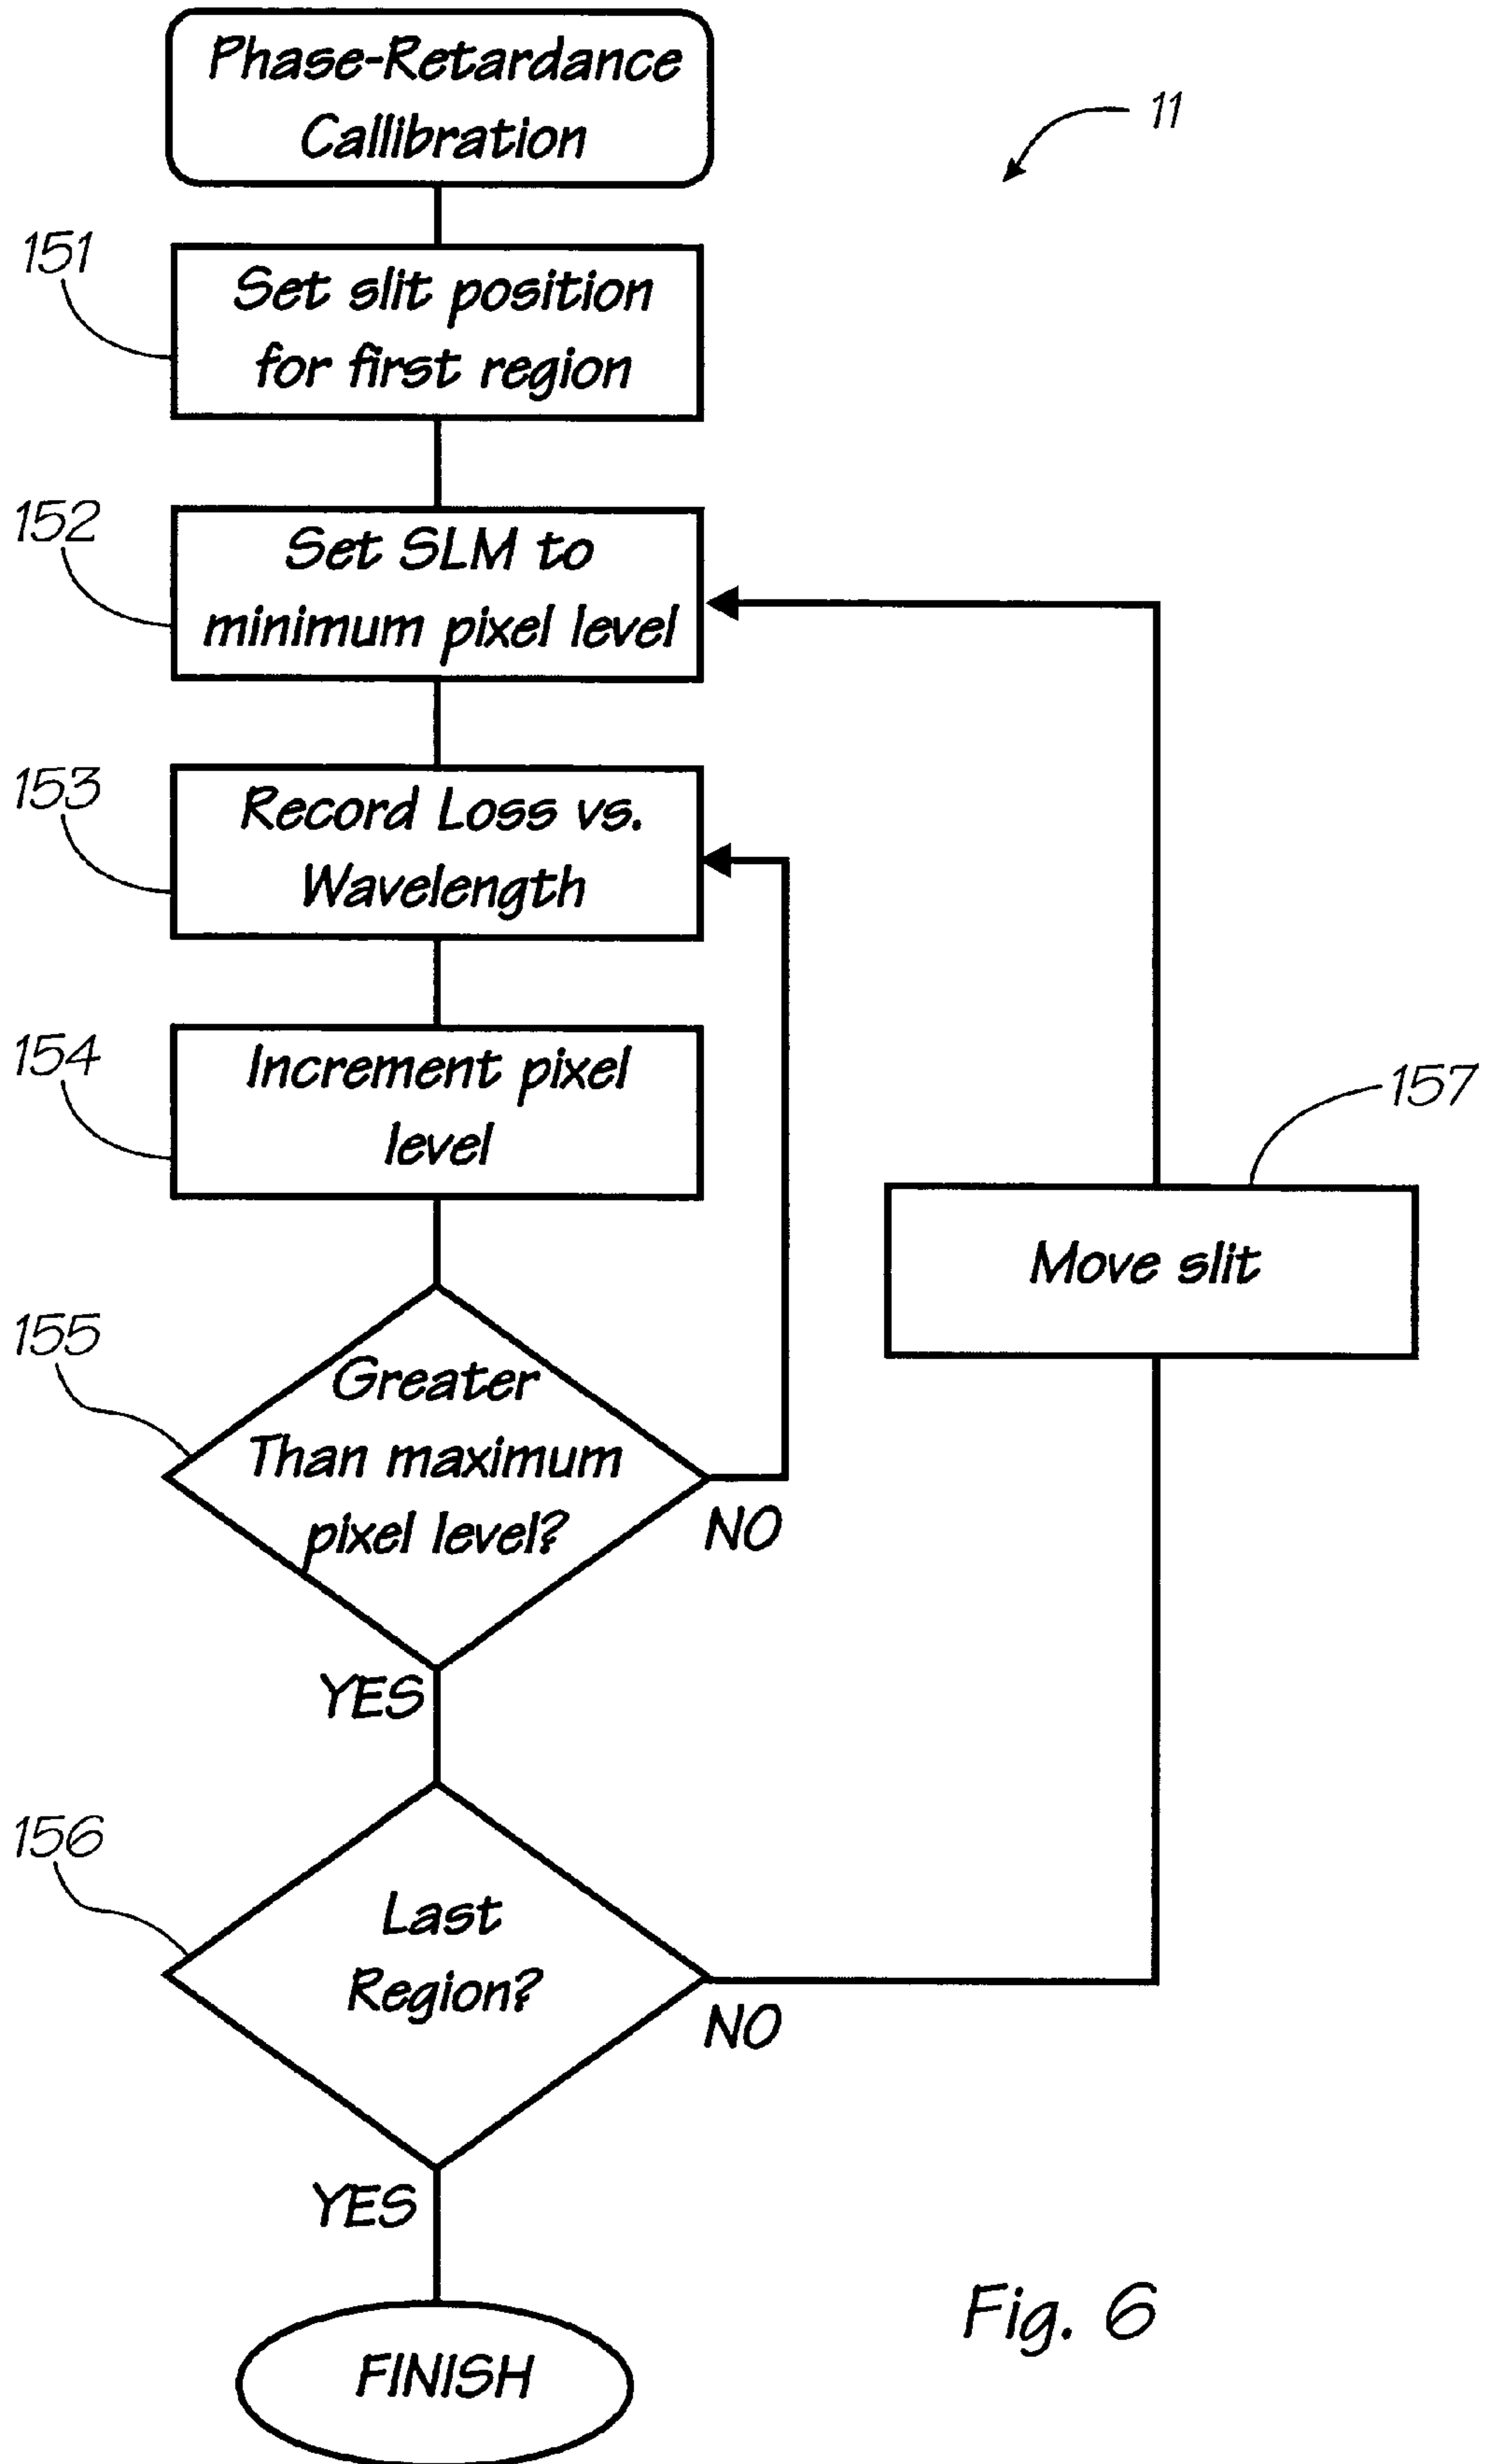 Phase-Retardance
Callibration
11
151
Set slit position
for first region
152
Set SLM to
minimum pixel level
153
Record Loss vs.
Wavelength
154
Increment pixel
level
157
Move slit
155
Greater
Than maximum
pixel level?
NO
YES
156
Last
Region?
NO
YES
FINISH
Fig. 6